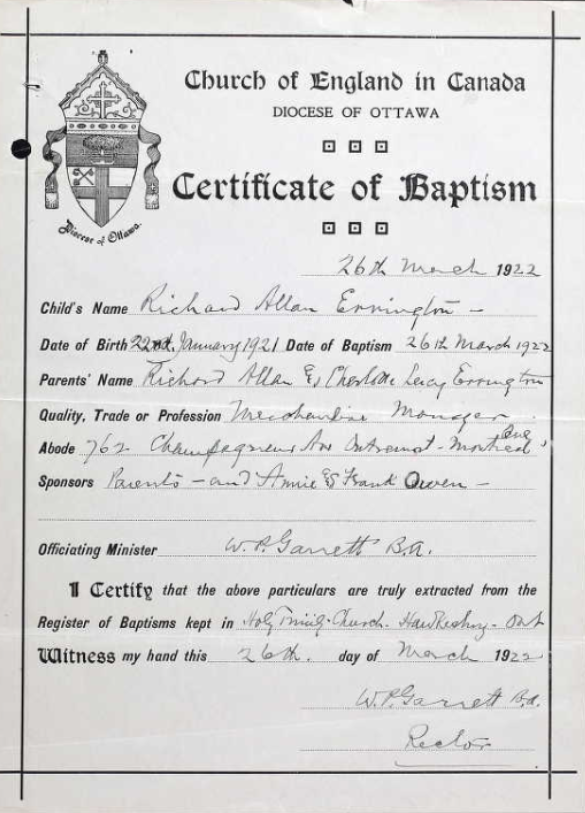 Church of England in Canada
DIOCESE OF OTTAWA
Certificate of Baptism
Diocese of Ottawa.
26th March 1922
Child's Name Richard Allan Errington -
Date of Birth 22nd. January 1921 Date of Baptism 26th March 1922
Parents' Name Richard Allan & Charlotte Errington
Quality, Trade or Profession Merchandise Manager
Abode 762 Champagneur Av Outremont - Montreal
Sponsors Parents - and Annie & Frank Owen -
Officiating Minister W. P. Garrett B.A.
I Certify that the above particulars are truly extracted from the
Register of Baptisms kept in Holy Trinity Church. Hawkesbury - Ont
Witness my hand this 26th. day of March 1922
W. P. Garrett B.A.
Rector